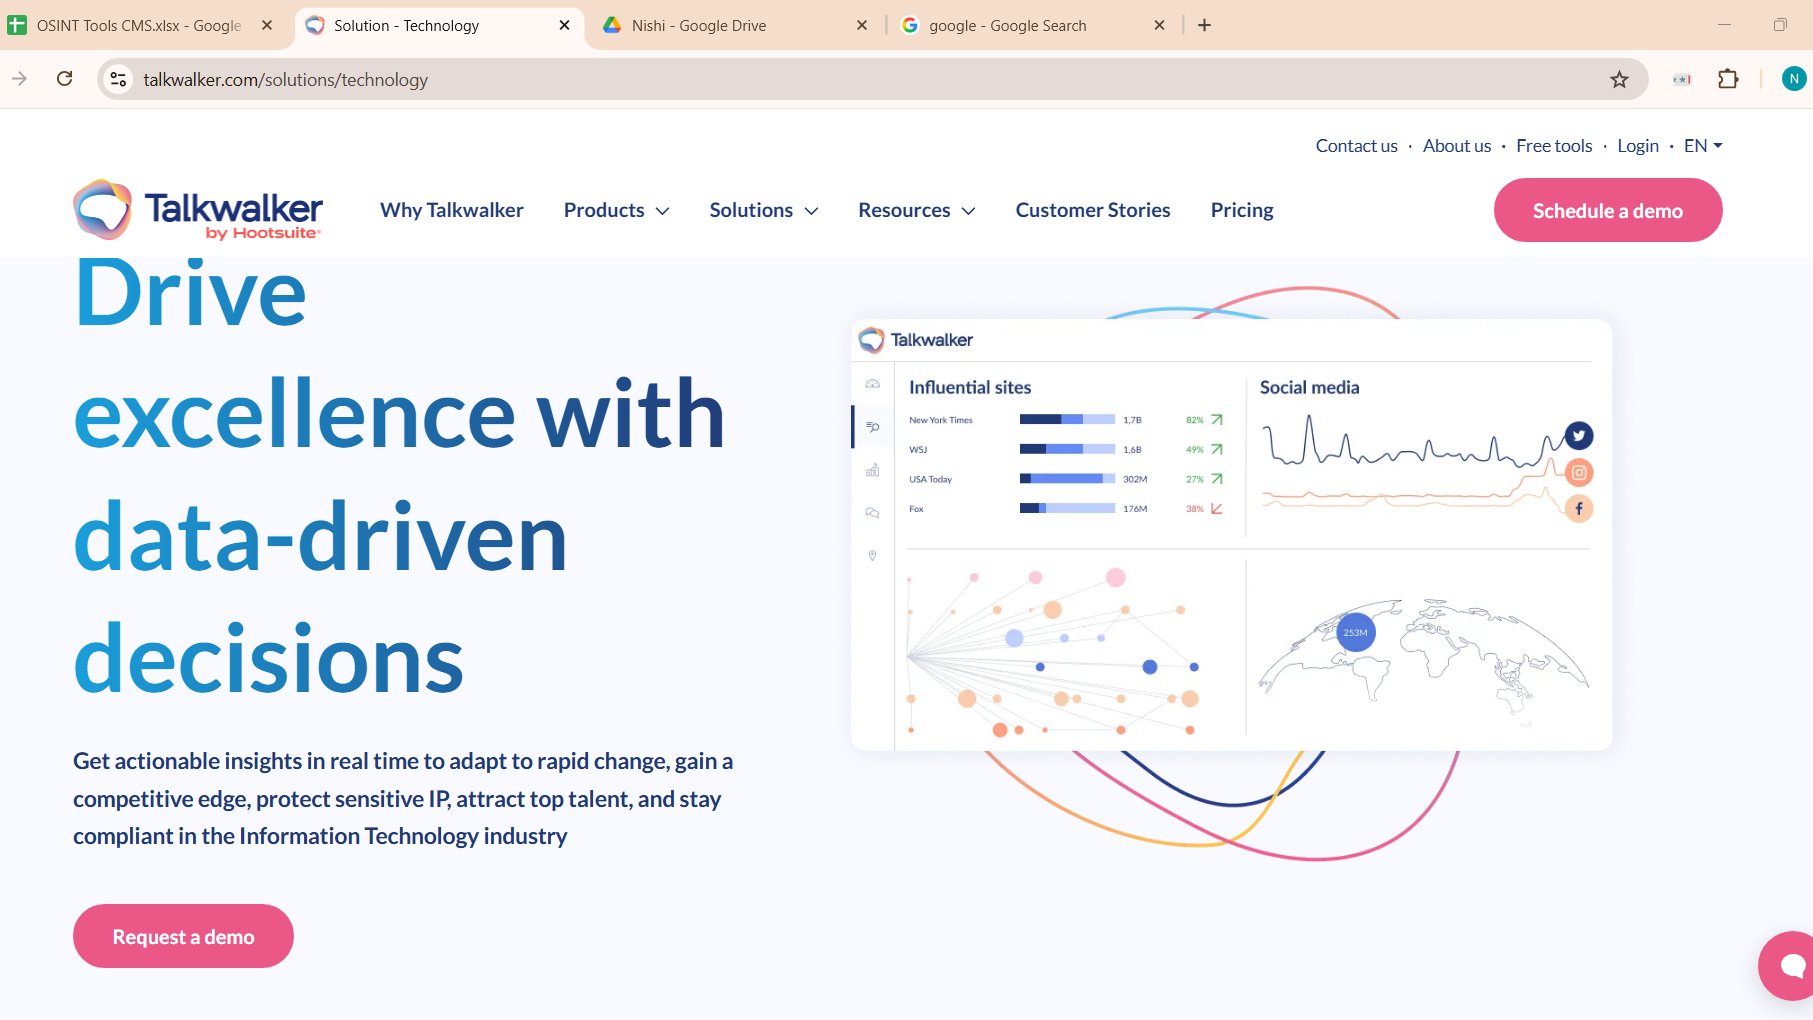 OSINT Tools CMS.xlsx - Google
Solution - Technology
Nishi - Google Drive
google - Google Search
talkwalker.com/solutions/technology
N
Contact us · About us · Free tools · Login · EN
Talkwalker
by Hootsuite
Why Talkwalker
Products
Solutions
Resources
Customer Stories
Pricing
Schedule a demo
Drive
excellence with
data-driven
decisions
Get actionable insights in real time to adapt to rapid change, gain a
competitive edge, protect sensitive IP, attract top talent, and stay
compliant in the Information Technology industry
Request a demo
Talkwalker
Influential sites
New York Times 1,7B 82%
WSJ 1,6B 49%
USA Today 302M 27%
Fox 176M 38%
Social media
253M